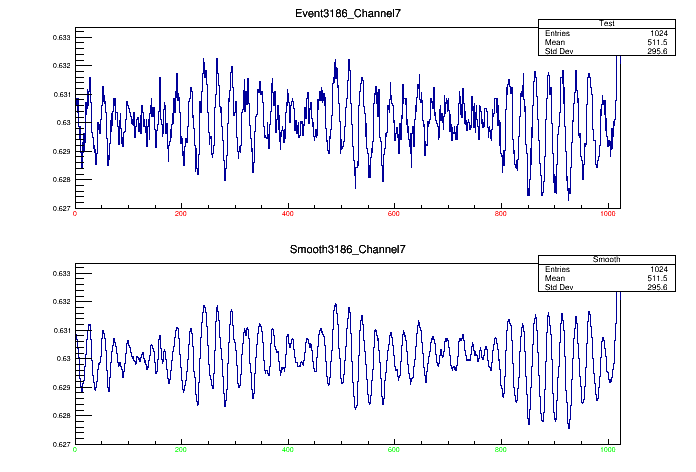 Event3186_Channel7
Test
Entries 1024
Mean 511.5
Std Dev 295.6
0.633
0.632
0.631
0.63
0.629
0.628
0.627
0 200 400 600 800 1000
Smooth3186_Channel7
Smooth
Entries 1024
Mean 511.5
Std Dev 295.6
0.633
0.632
0.631
0.63
0.629
0.628
0.627
0 200 400 600 800 1000